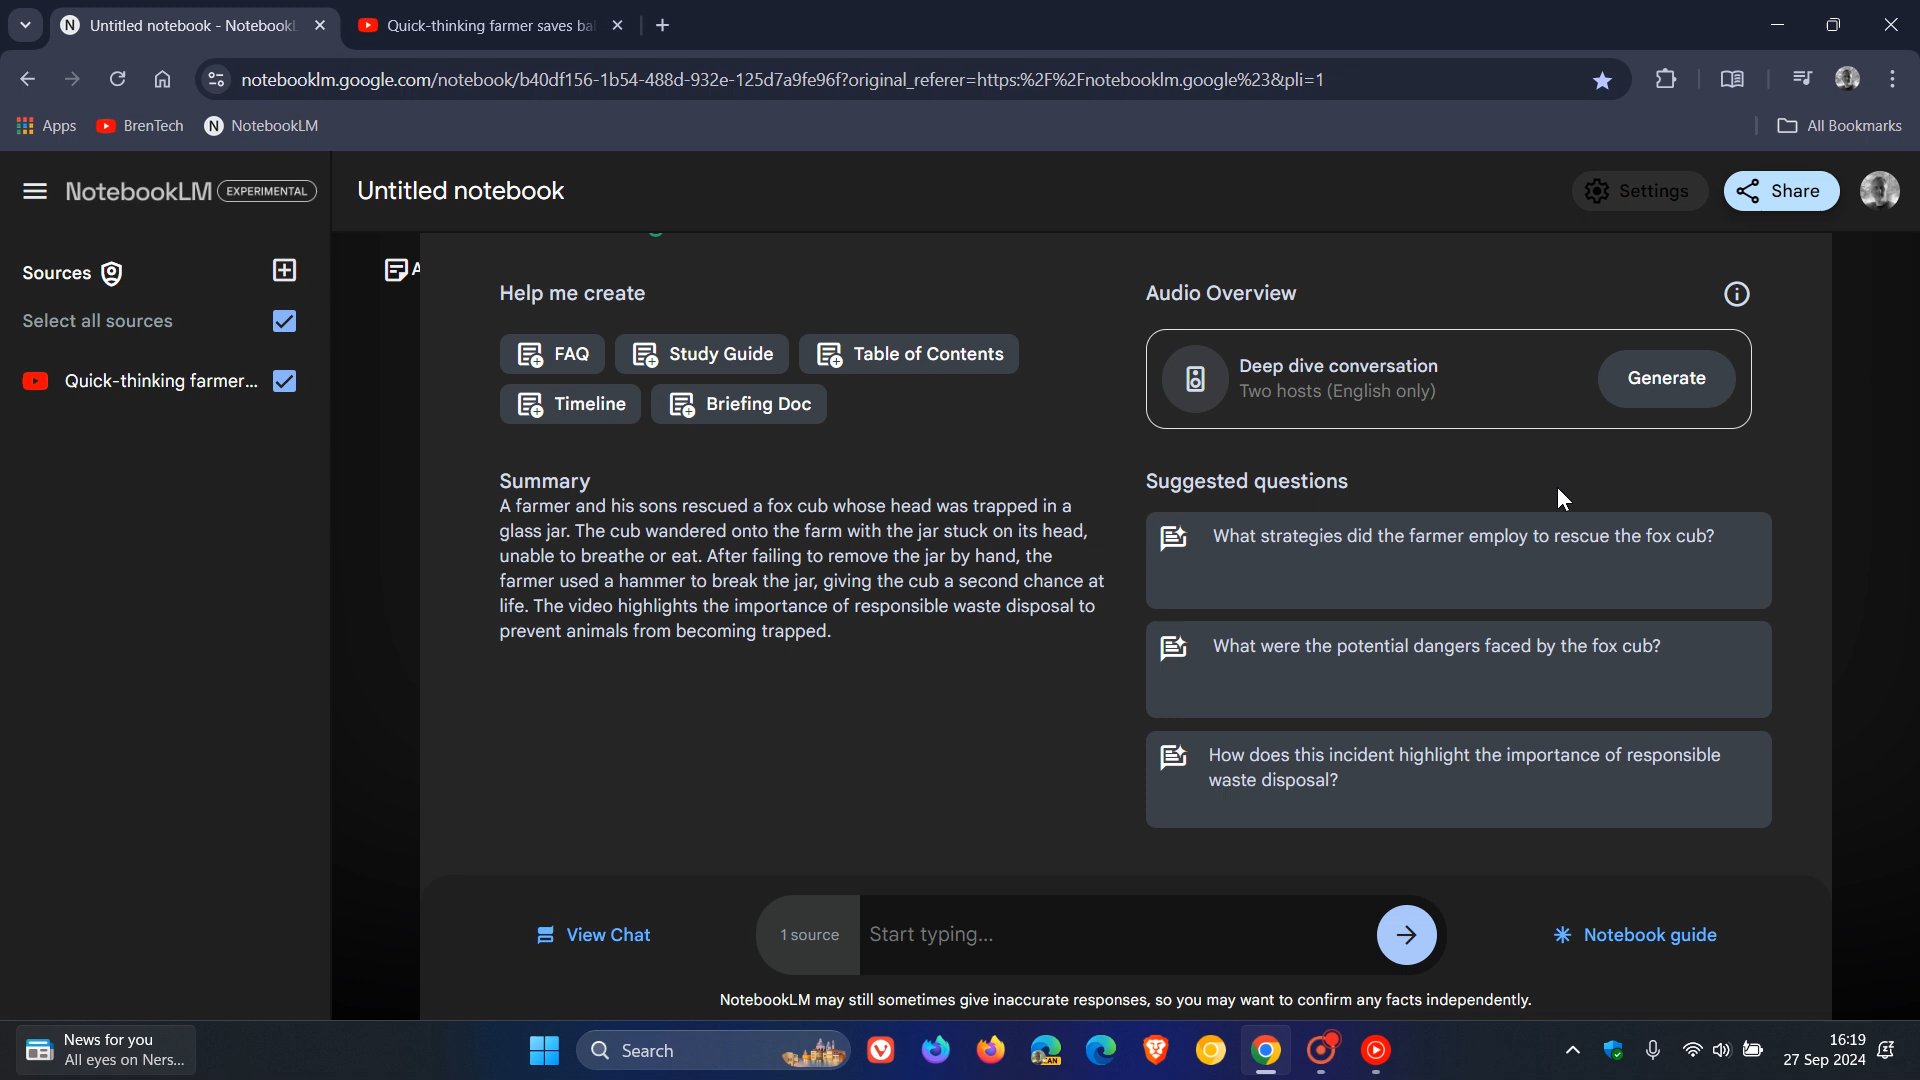 Untitled notebook - Notebookl
Quick-thinking farmer saves ba
notebooklm.google.com/notebook/b40df156-1b54-488d-932e-125d7a9fe96f?original_referer=https:%2F%2Fnotebooklm.google%23&pli=1
Apps
BrenTech
N NotebookLM
All Bookmarks
NotebookLM EXPERIMENTAL
Untitled notebook
Settings
Share
Sources
Select all sources
Quick-thinking farmer...
A
Help me create
FAQ
Study Guide
Table of Contents
Timeline
Briefing Doc
Summary
A farmer and his sons rescued a fox cub whose head was trapped in a
glass jar. The cub wandered onto the farm with the jar stuck on its head,
unable to breathe or eat. After failing to remove the jar by hand, the
farmer used a hammer to break the jar, giving the cub a second chance at
life. The video highlights the importance of responsible waste disposal to
prevent animals from becoming trapped.
Audio Overview
Deep dive conversation
Two hosts (English only)
Generate
Suggested questions
What strategies did the farmer employ to rescue the fox cub?
What were the potential dangers faced by the fox cub?
How does this incident highlight the importance of responsible
waste disposal?
View Chat
1 source
Start typing...
Notebook guide
NotebookLM may still sometimes give inaccurate responses, so you may want to confirm any facts independently.
News for you
All eyes on Ners...
Search
CAN
16:19
27 Sep 2024